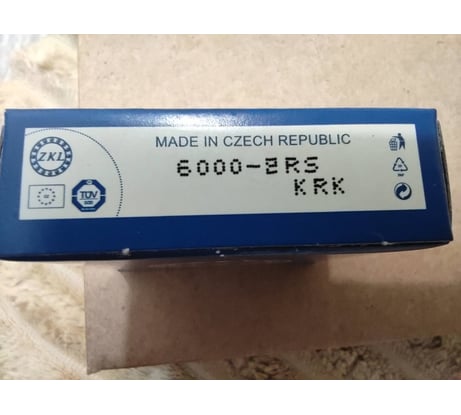 ZKL
MADE IN CZECH REPUBLIC
6000-2RS
KRK
TÜV